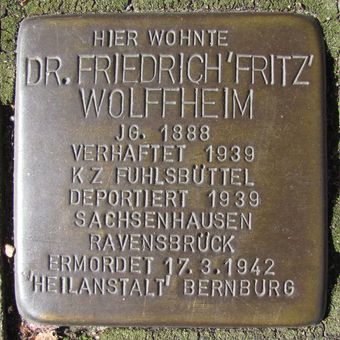 HIER WOHNTE
DR. FRIEDRICH 'FRITZ'
WOLFFHEIM
JG. 1888
VERHAFTET 1939
KZ FUHLSBÜTTEL
DEPORTIERT 1939
SACHSENHAUSEN
RAVENSBRÜCK
ERMORDET 17.3.1942
'HEILANSTALT' BERNBURG